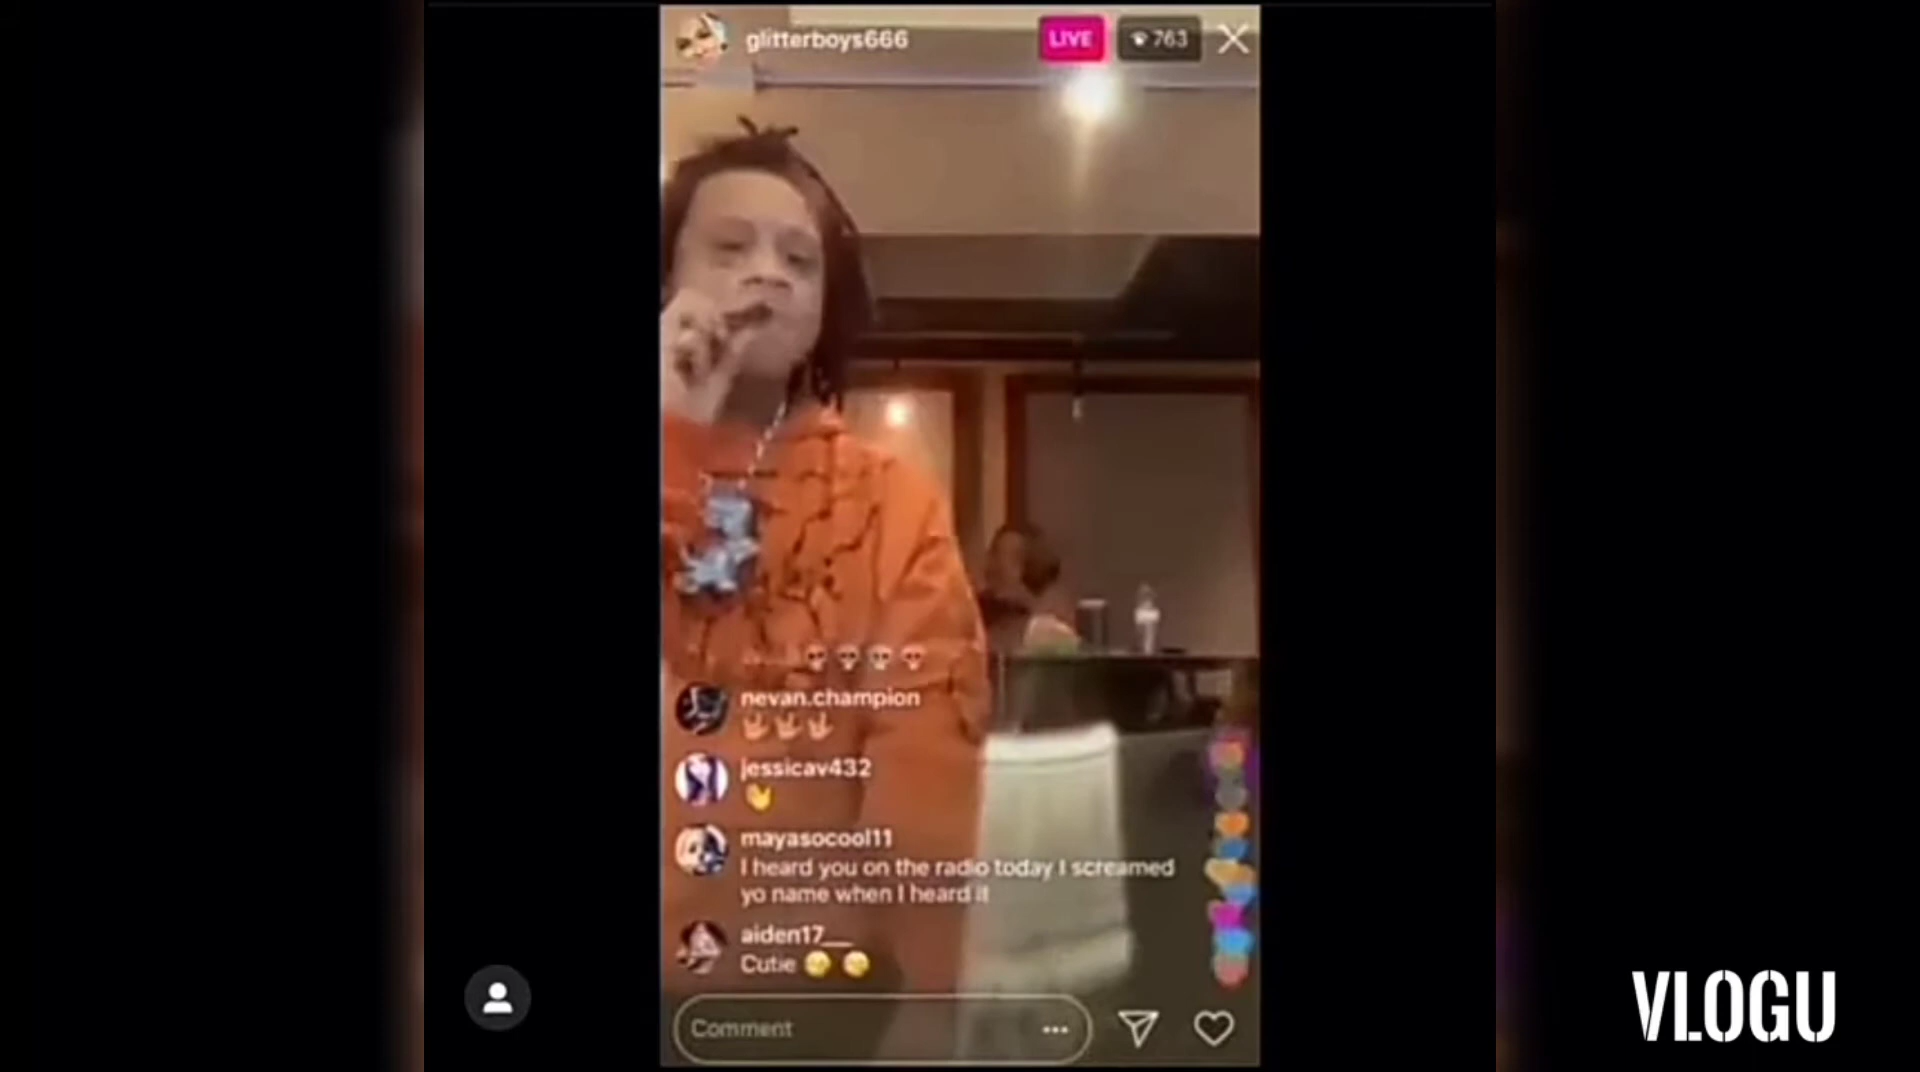 glitterboys666
LIVE
763
nevan.champion
jessicav432
mayasocool11
I heard you on the radio today I screamed
yo name when I heard it
aiden17__
Cutie
Comment
VLOGU